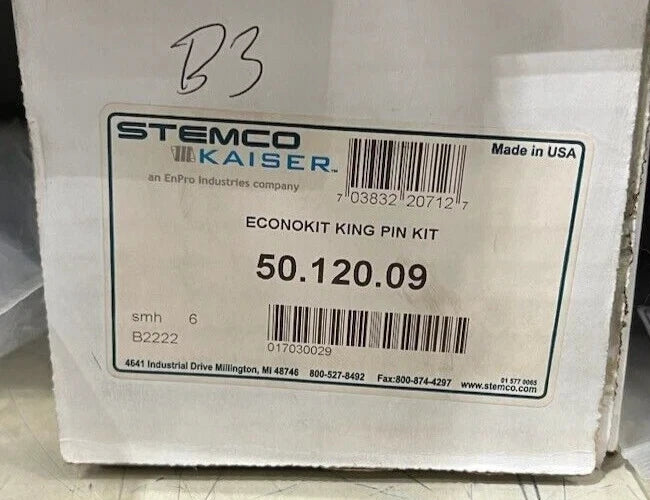 B3
STEMCO
KAISER™
an EnPro Industries company
Made in USA
7 03832 20712 7
ECONOKIT KING PIN KIT
50.120.09
smh 6
B2222
017030029
4641 Industrial Drive Millington, MI 48746 800-527-8492 Fax:800-874-4297 www.stemco.com
01 577 0065